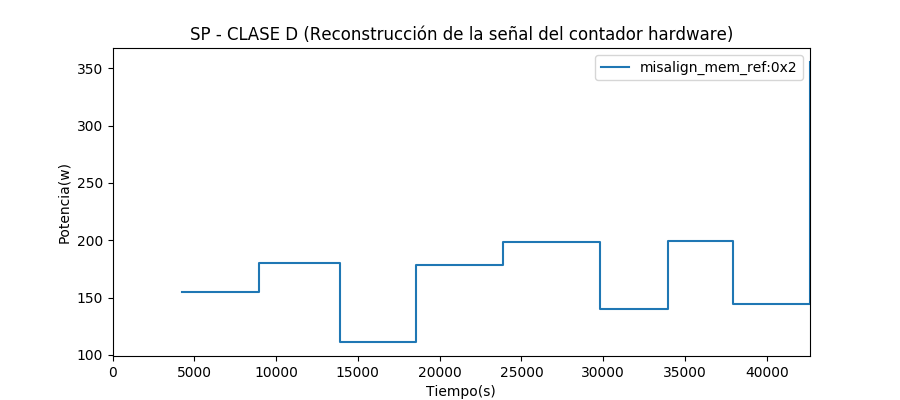 SP - CLASE D (Reconstrucción de la señal del contador hardware)
misalign_mem_ref:0x2
350
300
250
200
150
100
Potencia(w)
0 5000 10000 15000 20000 25000 30000 35000 40000
Tiempo(s)